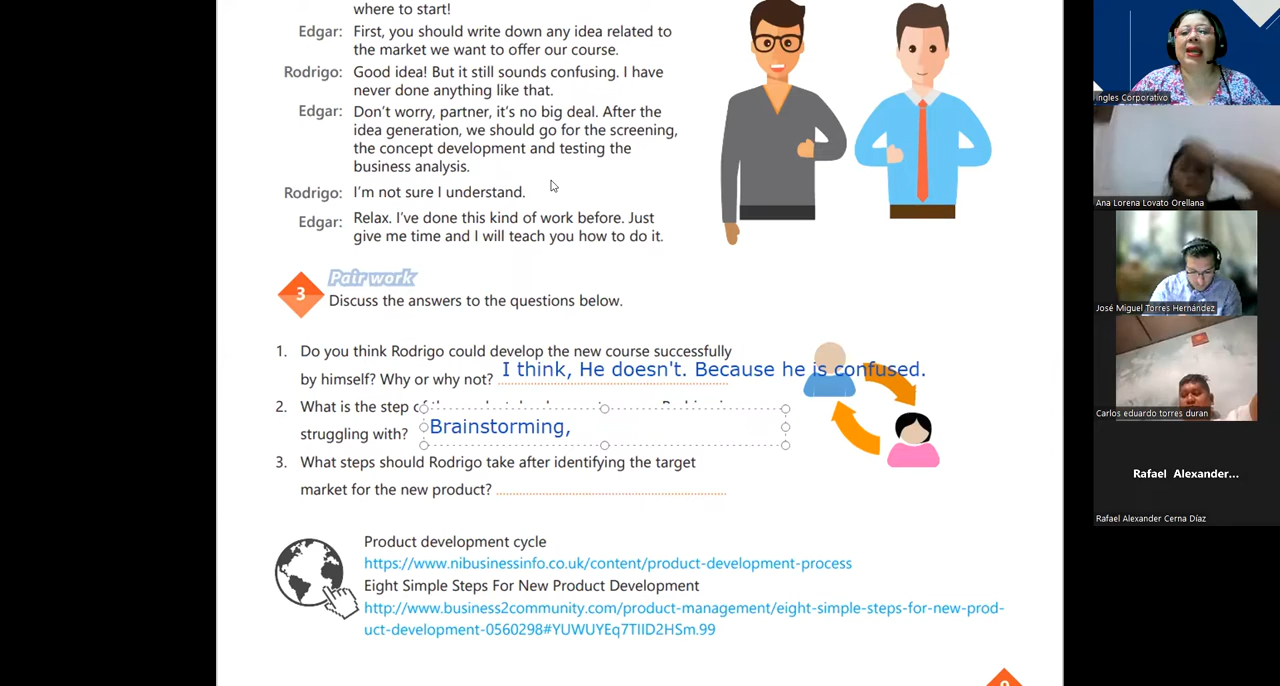 where to start!
Edgar: First, you should write down any idea related to
the market we want to offer our course.
Rodrigo: Good idea! But it still sounds confusing. I have
never done anything like that.
Edgar: Don't worry, partner, it's no big deal. After the
idea generation, we should go for the screening,
the concept development and testing the
business analysis.
Rodrigo: I'm not sure I understand.
Edgar: Relax. I've done this kind of work before. Just
give me time and I will teach you how to do it.
Pair work
3
Discuss the answers to the questions below.
1. Do you think Rodrigo could develop the new course successfully
by himself? Why or why not? I think, He doesn't. Because he is confused.
2. What is the step
struggling with? Brainstorming,
3. What steps should Rodrigo take after identifying the target
market for the new product?
Product development cycle
https://www.nibusinessinfo.co.uk/content/product-development-process
Eight Simple Steps For New Product Development
http://www.business2community.com/product-management/eight-simple-steps-for-new-prod-
uct-development-0560298#YUWUYEq7TIID2HSm.99
Ingles Corporativo
Ana Lorena Lovato Orellana
José Miguel Torres Hernández
Carlos eduardo torres duran
Rafael Alexander...
Rafael Alexander Cerna Díaz